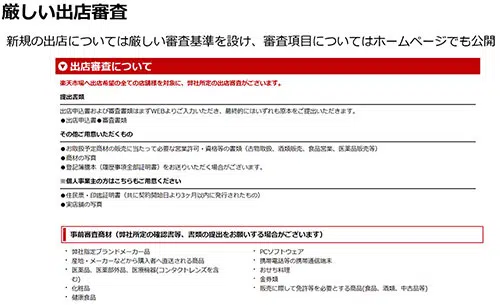 厳しい出店審査
新規の出店については厳しい審査基準を設け、審査項目についてはホームページでも公開
出店審査について
楽天市場へ出店希望の全ての店舗様を対象に、弊社所定の出店審査がございます。
提出書類
出店申込書および審査書類はまずWEBよりご入力いただき、最終的にはいずれも原本をご提出いただきます。
●出店申込書●審査書類
その他ご用意いただくもの
●お取扱予定商材の販売に当たって必要な営業許可・資格等の書類（古物取扱、酒類販売、食品営業、医薬品販売等）
●商材の写真
●登記簿謄本（履歴事項全部証明書）をお送りいただく場合がございます。
※個人事業主の方はこちらもご用意ください
●住民票・印鑑証明書（共に契約開始日より3ヶ月以内に発行されたもの）
●実店舗の写真
事前審査商材（弊社所定の確認書等、書類の提出をお願いする場合がございます）
・ 弊社指定ブランドメーカー品
・ 産地・メーカーなどから購入者へ直送される商品
・ 医薬品、医薬部外品、医療機器(コンタクトレンズを含
む)
・ 化粧品
・ 健康食品
・ PCソフトウェア
・ 携帯電話等の携帯通信端末
・ おせち料理
・ 金券類
・ 販売に際して免許等を必要とする商品(食品、酒類、中古品等)